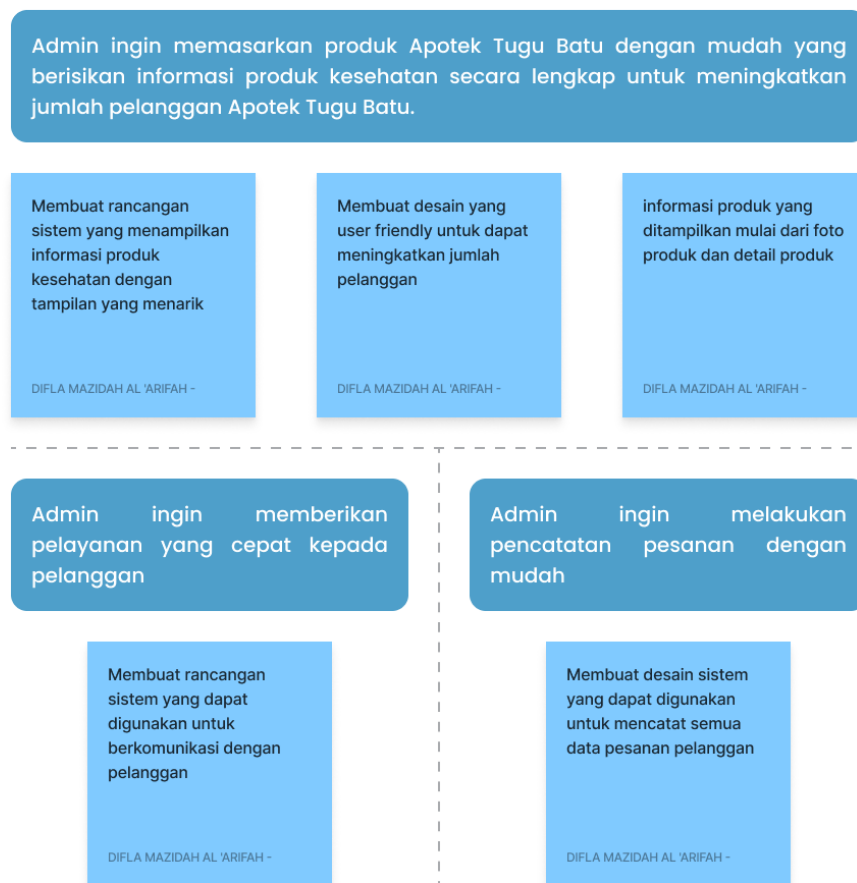 Admin ingin memasarkan produk Apotek Tugu Batu dengan mudah yang
berisikan informasi produk kesehatan secara lengkap untuk meningkatkan
jumlah pelanggan Apotek Tugu Batu.
Membuat rancangan
sistem yang menampilkan
informasi produk
kesehatan dengan
tampilan yang menarik
DIFLA MAZIDAH AL 'ARIFAH -
Membuat desain yang
user friendly untuk dapat
meningkatkan jumlah
pelanggan
DIFLA MAZIDAH AL 'ARIFAH -
informasi produk yang
ditampilkan mulai dari foto
produk dan detail produk
DIFLA MAZIDAH AL 'ARIFAH -
Admin ingin memberikan
pelayanan yang cepat kepada
pelanggan
Membuat rancangan
sistem yang dapat
digunakan untuk
berkomunikasi dengan
pelanggan
DIFLA MAZIDAH AL 'ARIFAH -
Admin ingin melakukan
pencatatan pesanan dengan
mudah
Membuat desain sistem
yang dapat digunakan
untuk mencatat semua
data pesanan pelanggan
DIFLA MAZIDAH AL 'ARIFAH -